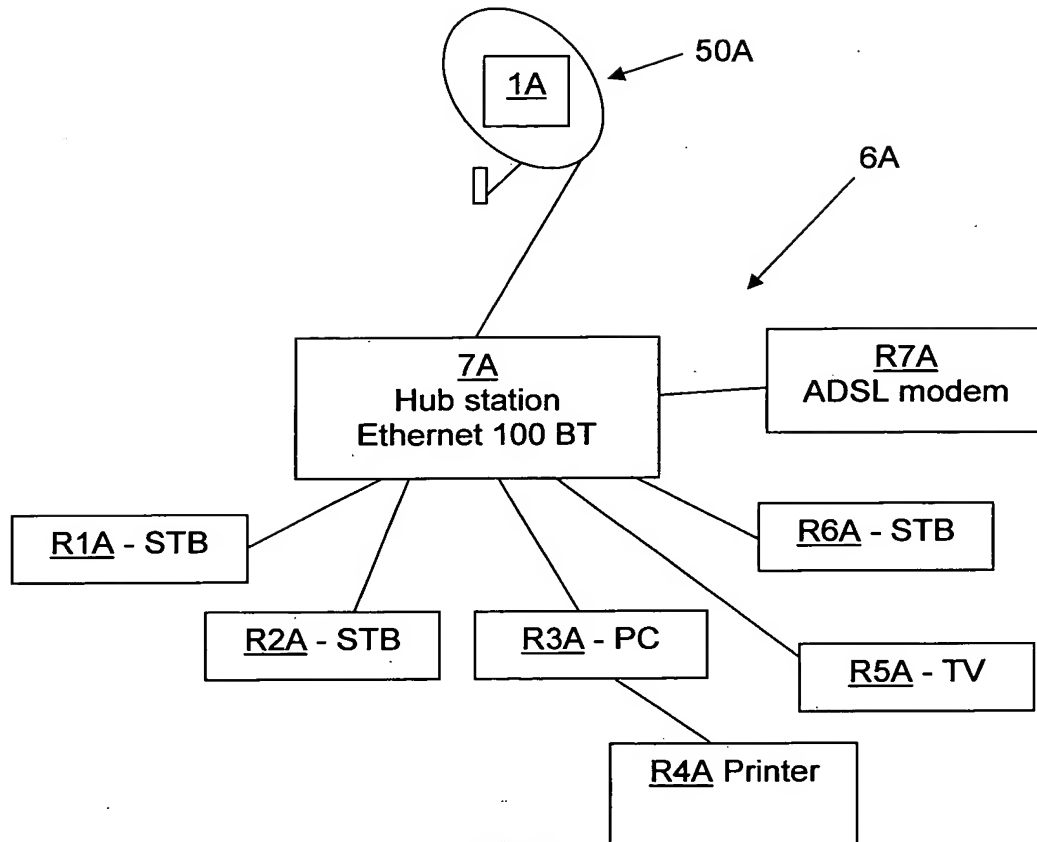 50A
1A
6A
7A
Hub station
Ethernet 100 BT
R7A
ADSL modem
R1A - STB
R6A - STB
R2A - STB
R3A - PC
R5A - TV
R4A Printer